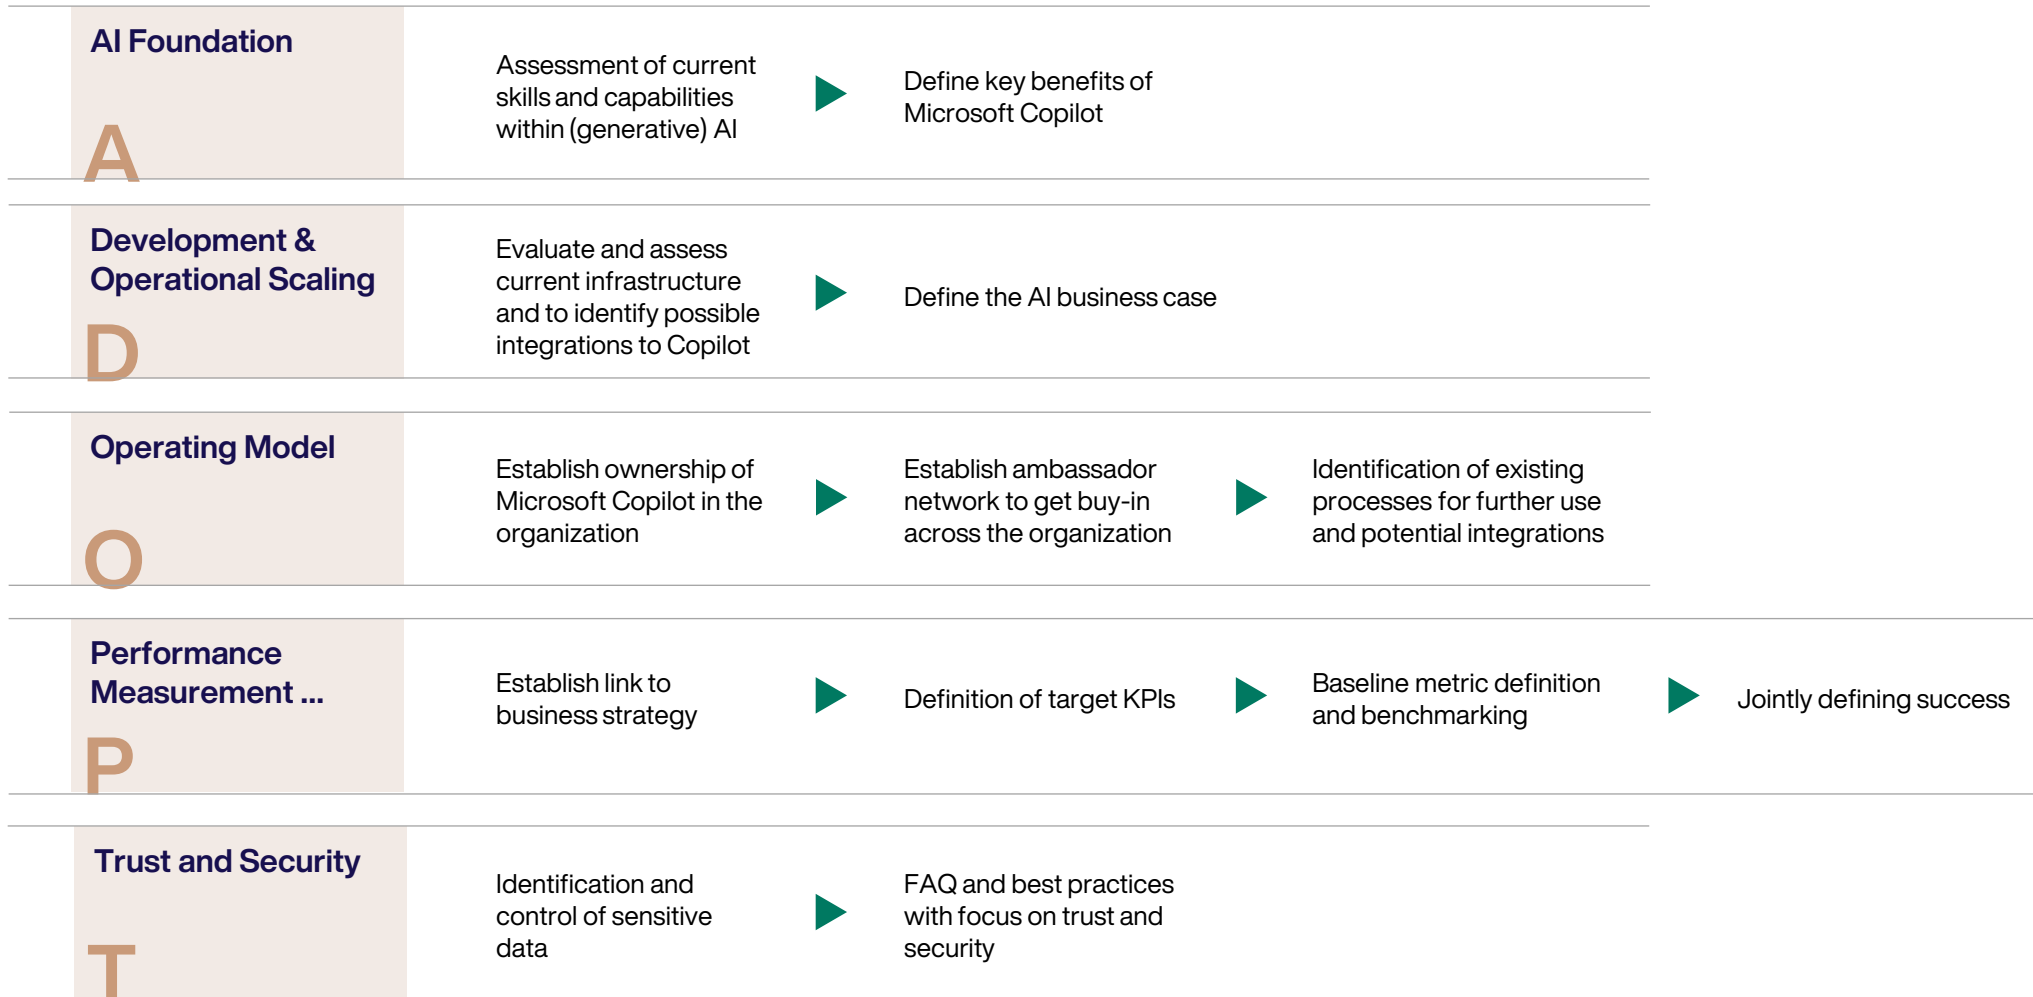 AI Foundation
A
Assessment of current
skills and capabilities
within (generative) AI
Define key benefits of
Microsoft Copilot
Development &
Operational Scaling
D
Evaluate and assess
current infrastructure
and to identify possible
integrations to Copilot
Define the AI business case
Operating Model
O
Establish ownership of
Microsoft Copilot in the
organization
Establish ambassador
network to get buy-in
across the organization
Identification of existing
processes for further use
and potential integrations
Performance
Measurement ...
P
Establish link to
business strategy
Definition of target KPIs
Baseline metric definition
and benchmarking
Jointly defining success
Trust and Security
T
Identification and
control of sensitive
data
FAQ and best practices
with focus on trust and
security